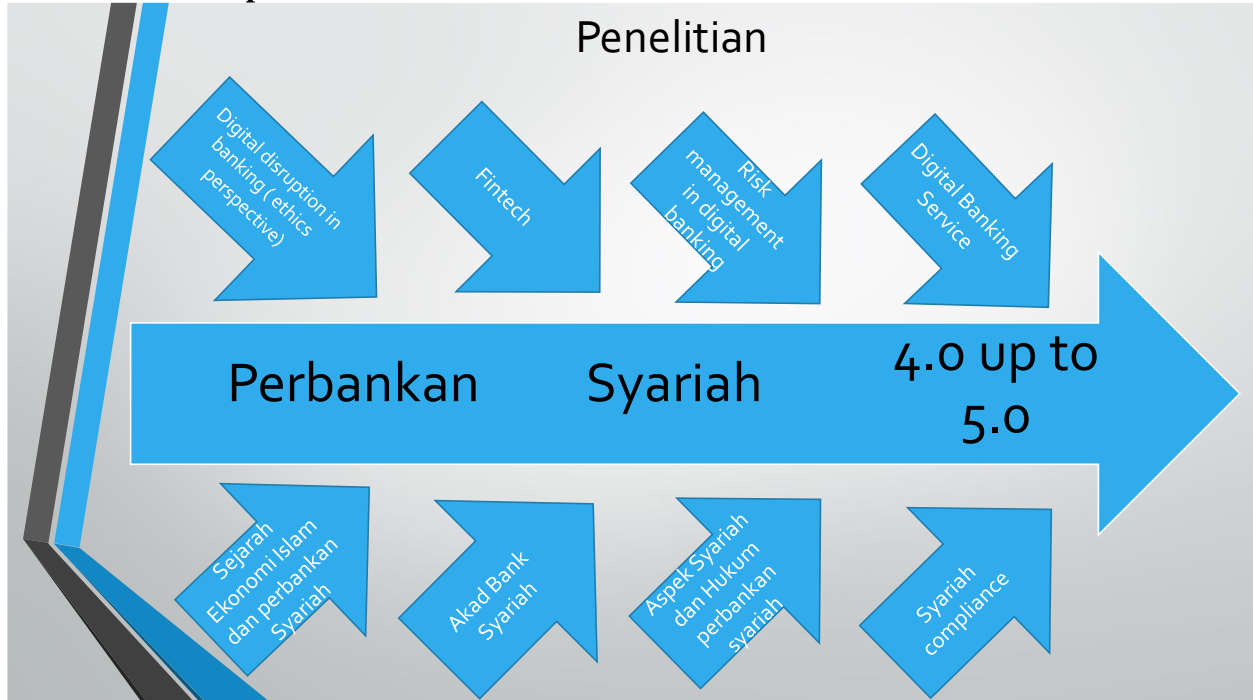 Penelitian
Digital disruption in
banking ( ethics
perspective)
Fintech
Risk
management
in digital
banking
Digital Banking
Service
Perbankan Syariah 4.0 up to
5.0
Sejarah
Ekonomi Islam
dan perbankan
Syariah
Akad Bank
Syariah
Aspek Syariah
dan Hukum
perbankan
syariah
Syariah
compliance